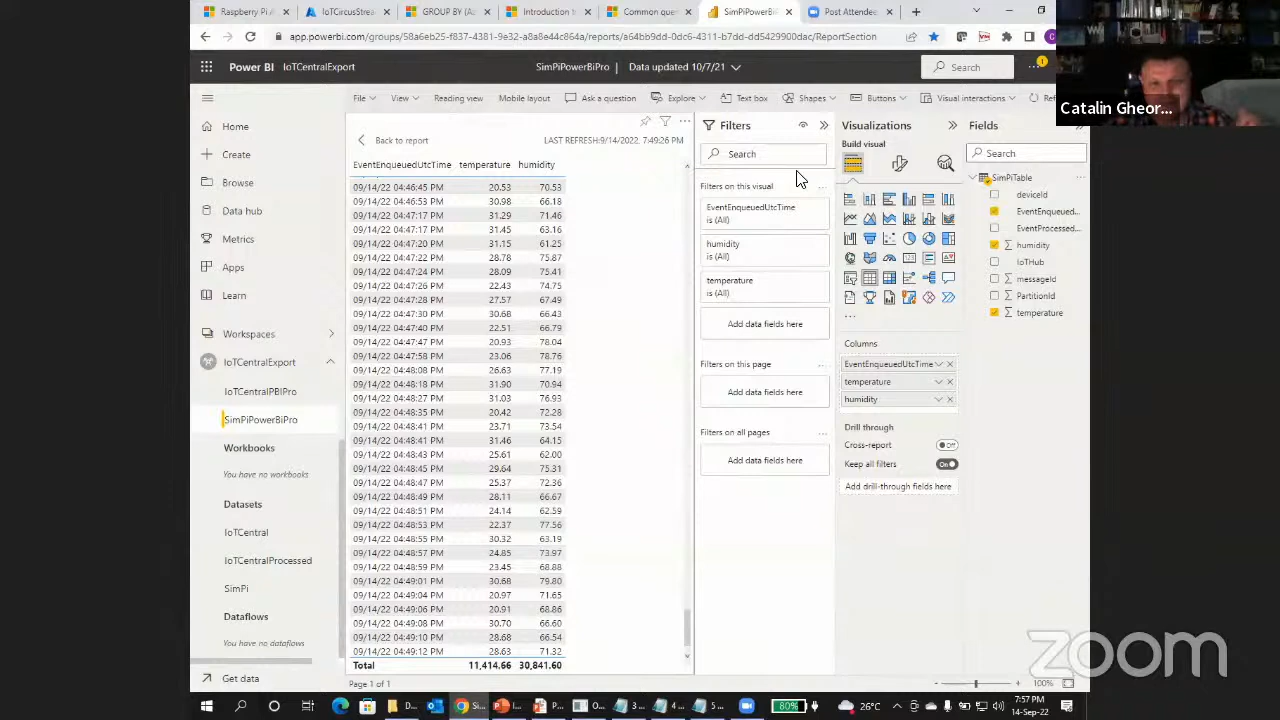 Raspberry Pi A
IoTCircusStrea
GROUP BY (A
Introduction t
Common que
SimPiPowerBi
Post Attendee
app.powerbi.com/groups/58a6eb25-f837-4381-9e32-a8a8e44c864a/reports/a64bb9dd-0dc6-4311-b7dd-dd5429900dac/ReportSection
Catalin Gheor...
Power BI IoTCentralExport
SimPiPowerBiPro | Data updated 10/7/21
Search
1
File View Reading view Mobile layout Ask a question Explore Text box Shapes Buttons Visual interactions
Home
Create
Browse
Data hub
Metrics
Apps
Learn
Workspaces
IoTCentralExport
IoTCentralPBIPro
SimPiPowerBiPro
Workbooks
You have no workbooks
Datasets
IoTCentral
IoTCentralProcessed
SimPi
Dataflows
You have no dataflows
Get data
Back to report
LAST REFRESH:9/14/2022, 7:49:26 PM
EventEnqueuedUtcTime temperature humidity
09/14/22 04:46:45 PM 20.53 70.53
09/14/22 04:46:53 PM 30.98 66.18
09/14/22 04:47:17 PM 31.29 71.46
09/14/22 04:47:17 PM 31.45 63.16
09/14/22 04:47:20 PM 31.15 61.25
09/14/22 04:47:22 PM 28.78 75.87
09/14/22 04:47:24 PM 28.09 75.41
09/14/22 04:47:26 PM 22.43 74.75
09/14/22 04:47:30 PM 27.57 67.49
09/14/22 04:47:30 PM 30.68 66.43
09/14/22 04:47:40 PM 22.51 66.79
09/14/22 04:47:47 PM 20.93 78.04
09/14/22 04:47:58 PM 23.06 78.76
09/14/22 04:48:08 PM 26.63 77.19
09/14/22 04:48:18 PM 31.90 70.94
09/14/22 04:48:27 PM 31.03 76.93
09/14/22 04:48:35 PM 20.42 72.28
09/14/22 04:48:41 PM 23.71 73.54
09/14/22 04:48:41 PM 31.46 64.15
09/14/22 04:48:43 PM 25.61 62.00
09/14/22 04:48:45 PM 29.64 75.31
09/14/22 04:48:47 PM 25.37 72.36
09/14/22 04:48:49 PM 28.11 66.67
09/14/22 04:48:51 PM 24.14 62.59
09/14/22 04:48:53 PM 22.37 77.56
09/14/22 04:48:55 PM 30.32 63.19
09/14/22 04:48:57 PM 24.85 73.97
09/14/22 04:48:59 PM 23.45 68.88
09/14/22 04:49:01 PM 30.68 79.80
09/14/22 04:49:04 PM 20.97 71.65
09/14/22 04:49:06 PM 20.91 68.86
09/14/22 04:49:08 PM 30.70 66.60
09/14/22 04:49:10 PM 28.68 66.54
09/14/22 04:49:12 PM 28.63 71.32
Total 11,414.66 30,841.60
Page 1 of 1
Filters
Search
Filters on this visual
EventEnqueuedUtcTime
is (All)
humidity
is (All)
temperature
is (All)
Add data fields here
Filters on this page
Add data fields here
Filters on all pages
Add data fields here
Visualizations
Build visual
Columns
EventEnqueuedUtcTime
temperature
humidity
Drill through
Cross-report Off
Keep all filters On
Add drill-through fields here
Fields
Search
SimPiTable
deviceId
EventEnqueued...
EventProcessed...
humidity
IoTHub
messageId
PartitionId
temperature
100%
zoom
80%
26°C
7:57 PM
14-Sep-22